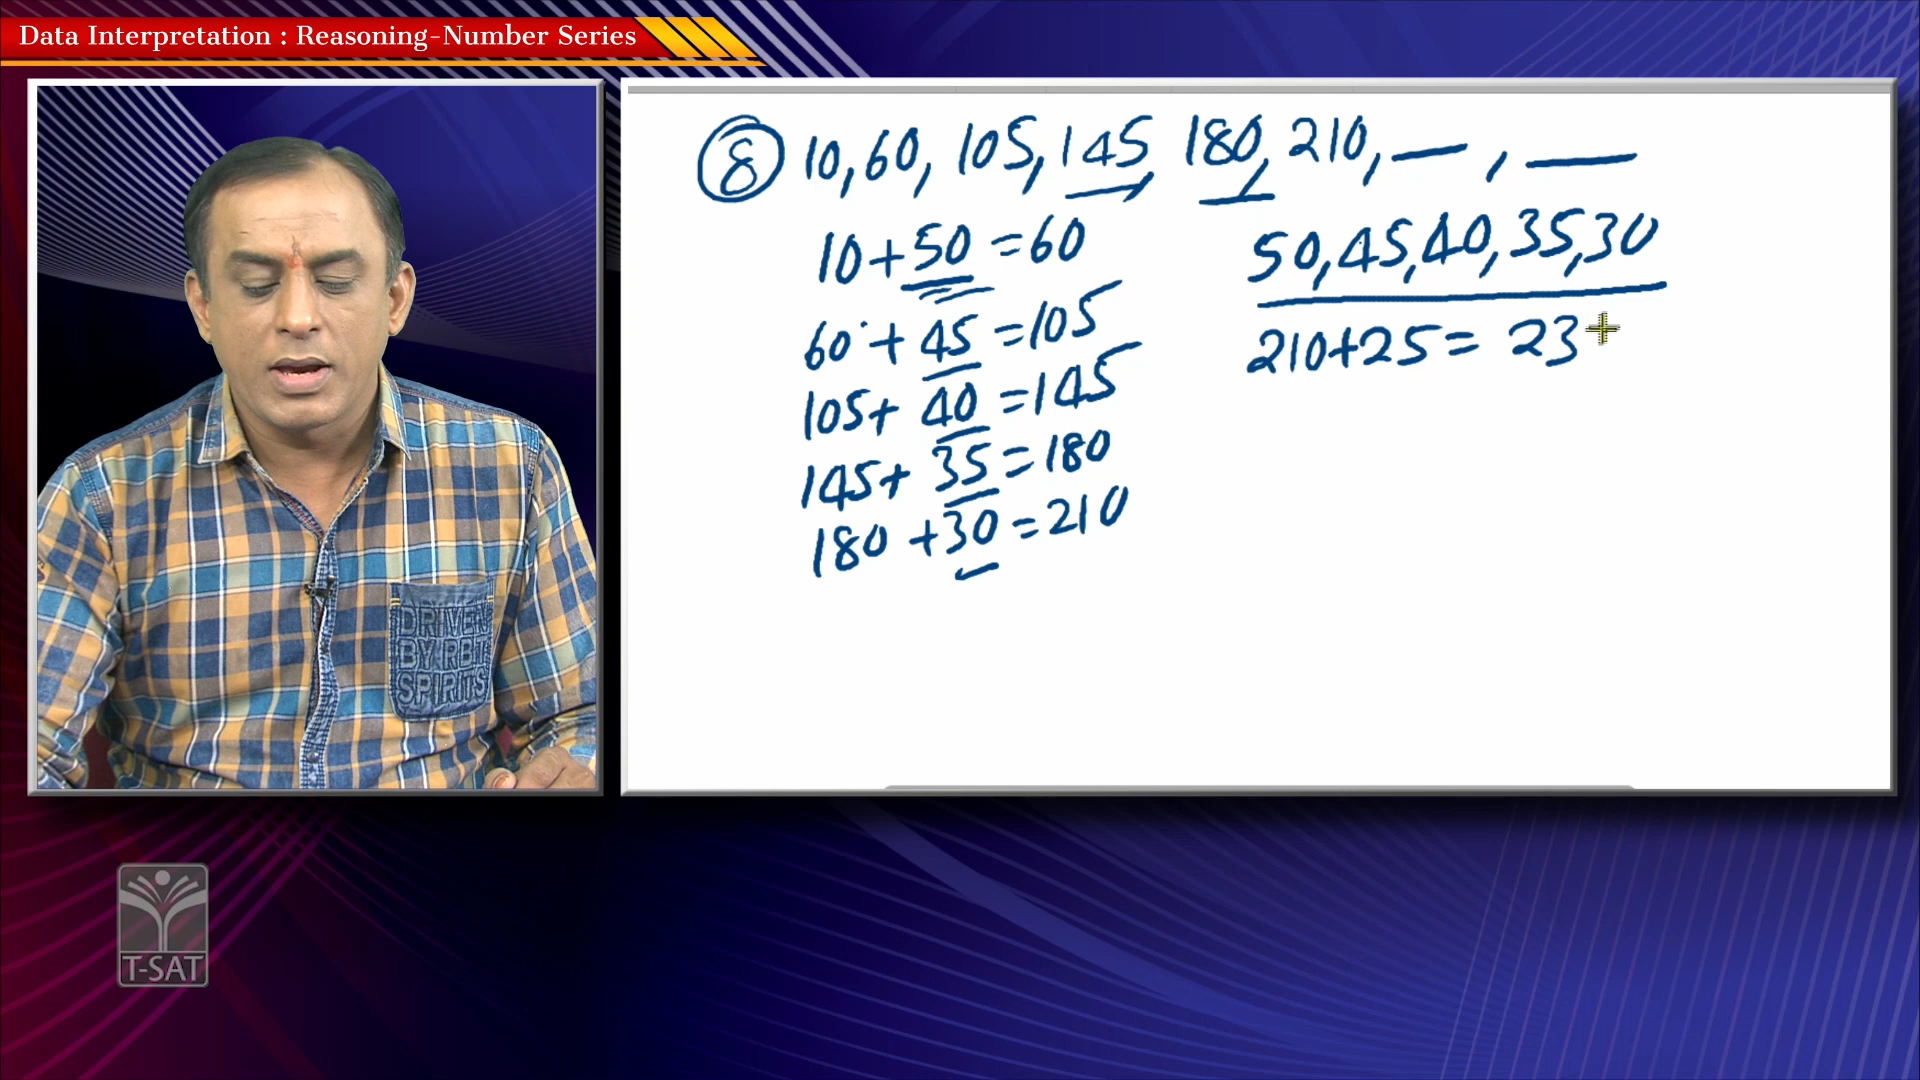 Data Interpretation : Reasoning-Number Series
8 10, 60, 105, 145, 180, 210, __ , __
10 + 50 = 60
60 + 45 = 105
105 + 40 = 145
145 + 35 = 180
180 + 30 = 210
50, 45, 40, 35, 30
210 + 25 = 23
DRIVEN
BY RBT
SPIRITS
T-SAT